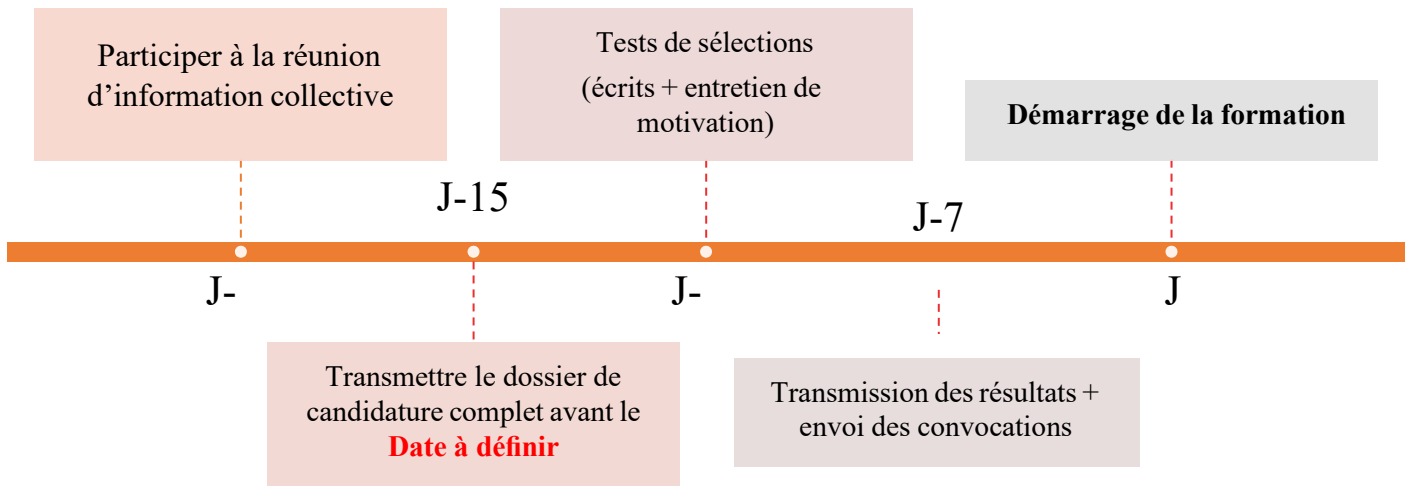 Participer à la réunion
d’information collective
Tests de sélections
(écrits + entretien de
motivation)
Démarrage de la formation
J-15
J-7
J-
J-
J
Transmettre le dossier de
candidature complet avant le
Date à définir
Transmission des résultats +
envoi des convocations